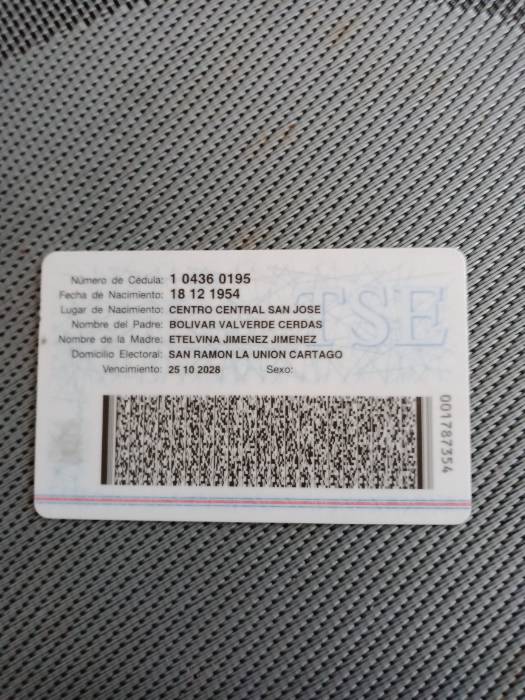 Número de Cédula: 1 0436 0195
Fecha de Nacimiento: 18 12 1954
Lugar de Nacimiento: CENTRO CENTRAL SAN JOSE
Nombre del Padre: BOLIVAR VALVERDE CERDAS
Nombre de la Madre: ETELVINA JIMENEZ JIMENEZ
Domicilio Electoral: SAN RAMON LA UNION CARTAGO
Vencimiento: 25 10 2028 Sexo:
TSE
001787354